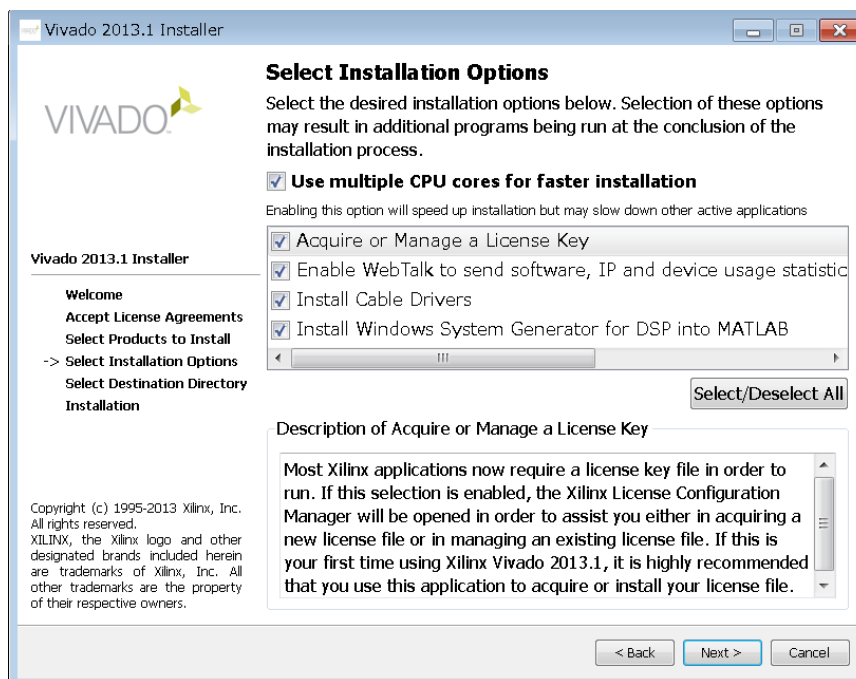 Vivado 2013.1 Installer
VIVADO
Select Installation Options
Select the desired installation options below. Selection of these options
may result in additional programs being run at the conclusion of the
installation process.
Use multiple CPU cores for faster installation
Enabling this option will speed up installation but may slow down other active applications
Acquire or Manage a License Key
Enable WebTalk to send software, IP and device usage statistic
Install Cable Drivers
Install Windows System Generator for DSP into MATLAB
Select/Deselect All
Vivado 2013.1 Installer
Welcome
Accept License Agreements
Select Products to Install
-> Select Installation Options
Select Destination Directory
Installation
Description of Acquire or Manage a License Key
Most Xilinx applications now require a license key file in order to
run. If this selection is enabled, the Xilinx License Configuration
Manager will be opened in order to assist you either in acquiring a
new license file or in managing an existing license file. If this is
your first time using Xilinx Vivado 2013.1, it is highly recommended
that you use this application to acquire or install your license file.
Copyright (c) 1995-2013 Xilinx, Inc.
All rights reserved.
XILINX, the Xilinx logo and other
designated brands included herein
are trademarks of Xilinx, Inc. All
other trademarks are the property
of their respective owners.
< Back
Next >
Cancel